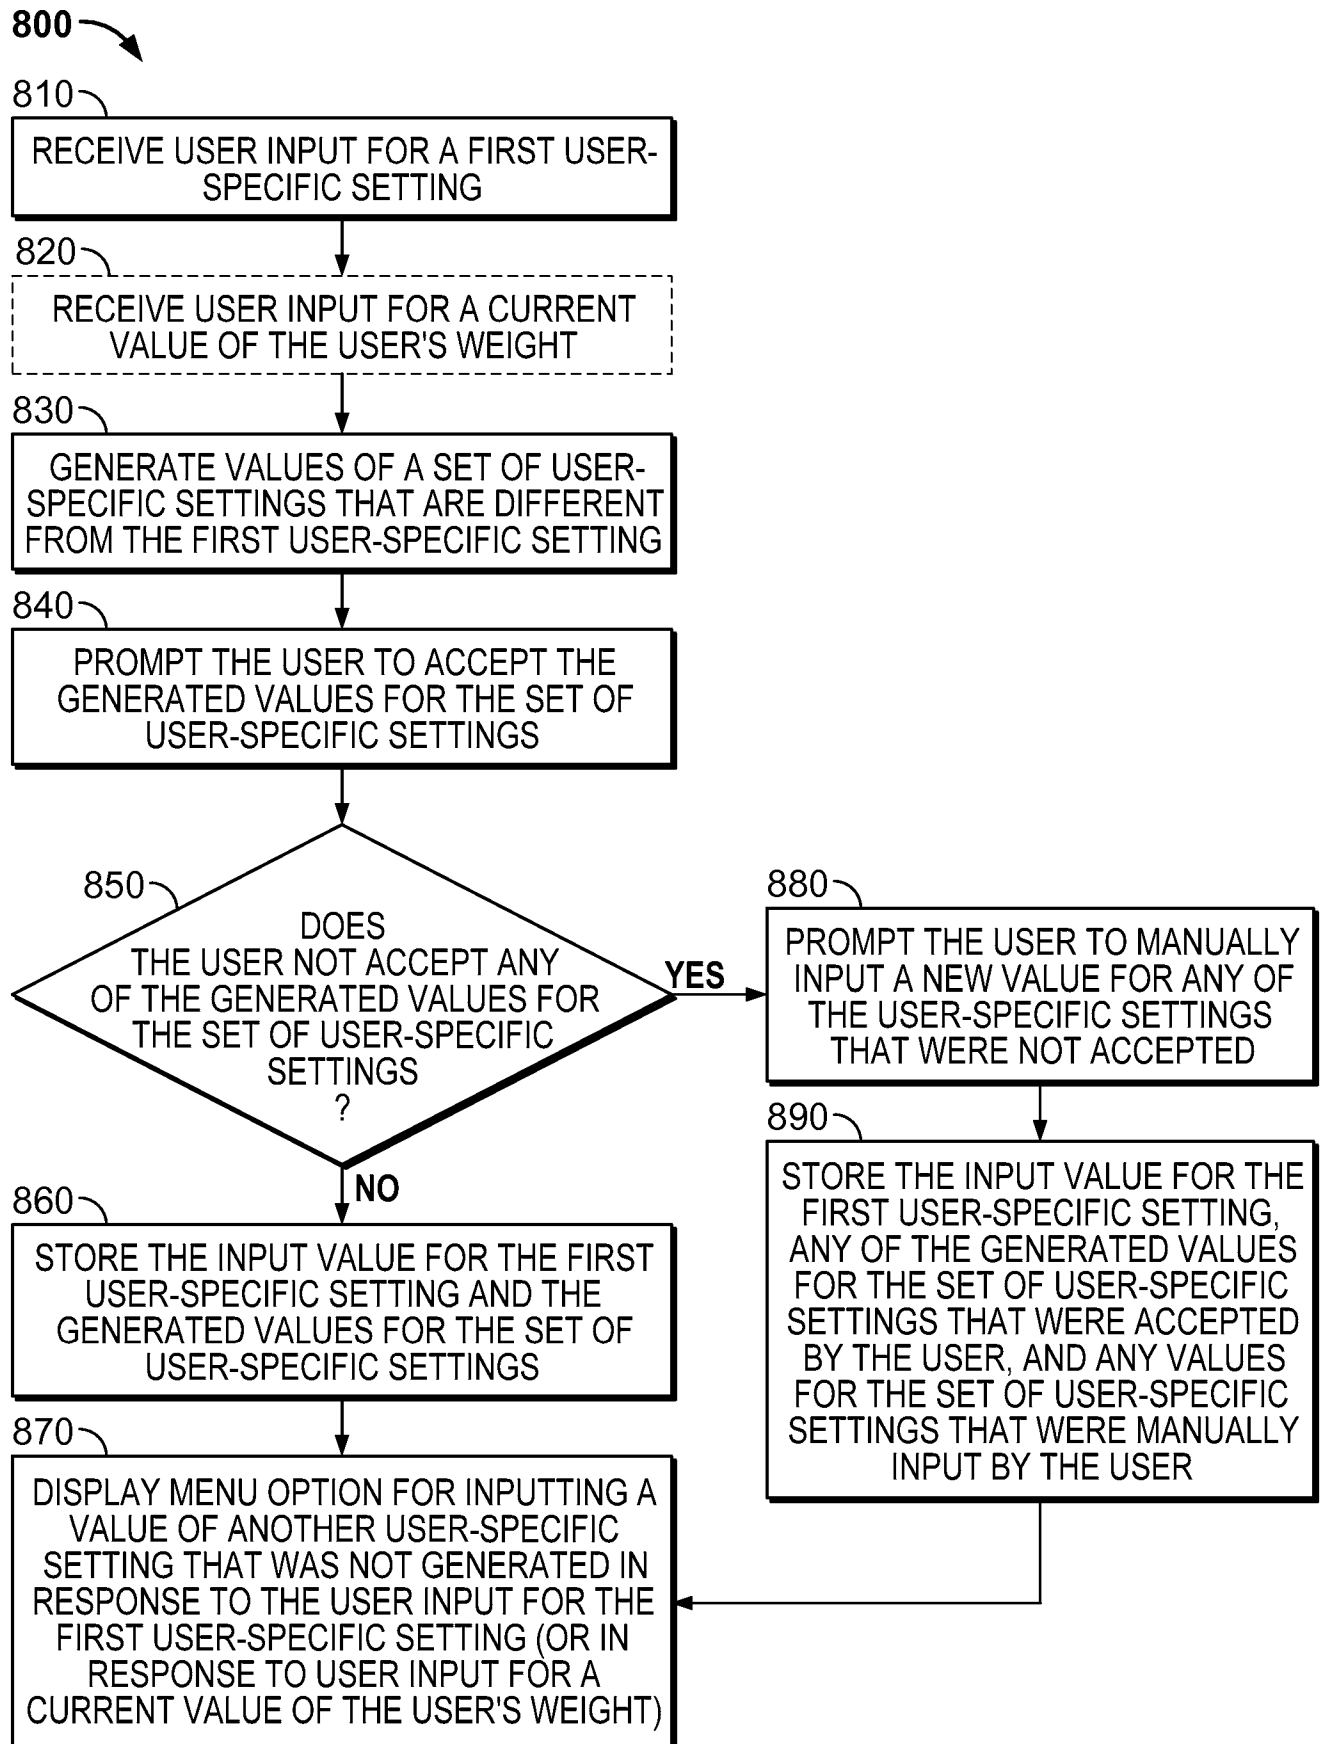 800
810
RECEIVE USER INPUT FOR A FIRST USER-
SPECIFIC SETTING
820
RECEIVE USER INPUT FOR A CURRENT
VALUE OF THE USER'S WEIGHT
830
GENERATE VALUES OF A SET OF USER-
SPECIFIC SETTINGS THAT ARE DIFFERENT
FROM THE FIRST USER-SPECIFIC SETTING
840
PROMPT THE USER TO ACCEPT THE
GENERATED VALUES FOR THE SET OF
USER-SPECIFIC SETTINGS
850
DOES
THE USER NOT ACCEPT ANY
OF THE GENERATED VALUES FOR
THE SET OF USER-SPECIFIC
SETTINGS
?
YES
NO
860
STORE THE INPUT VALUE FOR THE FIRST
USER-SPECIFIC SETTING AND THE
GENERATED VALUES FOR THE SET OF
USER-SPECIFIC SETTINGS
870
DISPLAY MENU OPTION FOR INPUTTING A
VALUE OF ANOTHER USER-SPECIFIC
SETTING THAT WAS NOT GENERATED IN
RESPONSE TO THE USER INPUT FOR THE
FIRST USER-SPECIFIC SETTING (OR IN
RESPONSE TO USER INPUT FOR A
CURRENT VALUE OF THE USER'S WEIGHT)
880
PROMPT THE USER TO MANUALLY
INPUT A NEW VALUE FOR ANY OF
THE USER-SPECIFIC SETTINGS
THAT WERE NOT ACCEPTED
890
STORE THE INPUT VALUE FOR THE
FIRST USER-SPECIFIC SETTING,
ANY OF THE GENERATED VALUES
FOR THE SET OF USER-SPECIFIC
SETTINGS THAT WERE ACCEPTED
BY THE USER, AND ANY VALUES
FOR THE SET OF USER-SPECIFIC
SETTINGS THAT WERE MANUALLY
INPUT BY THE USER